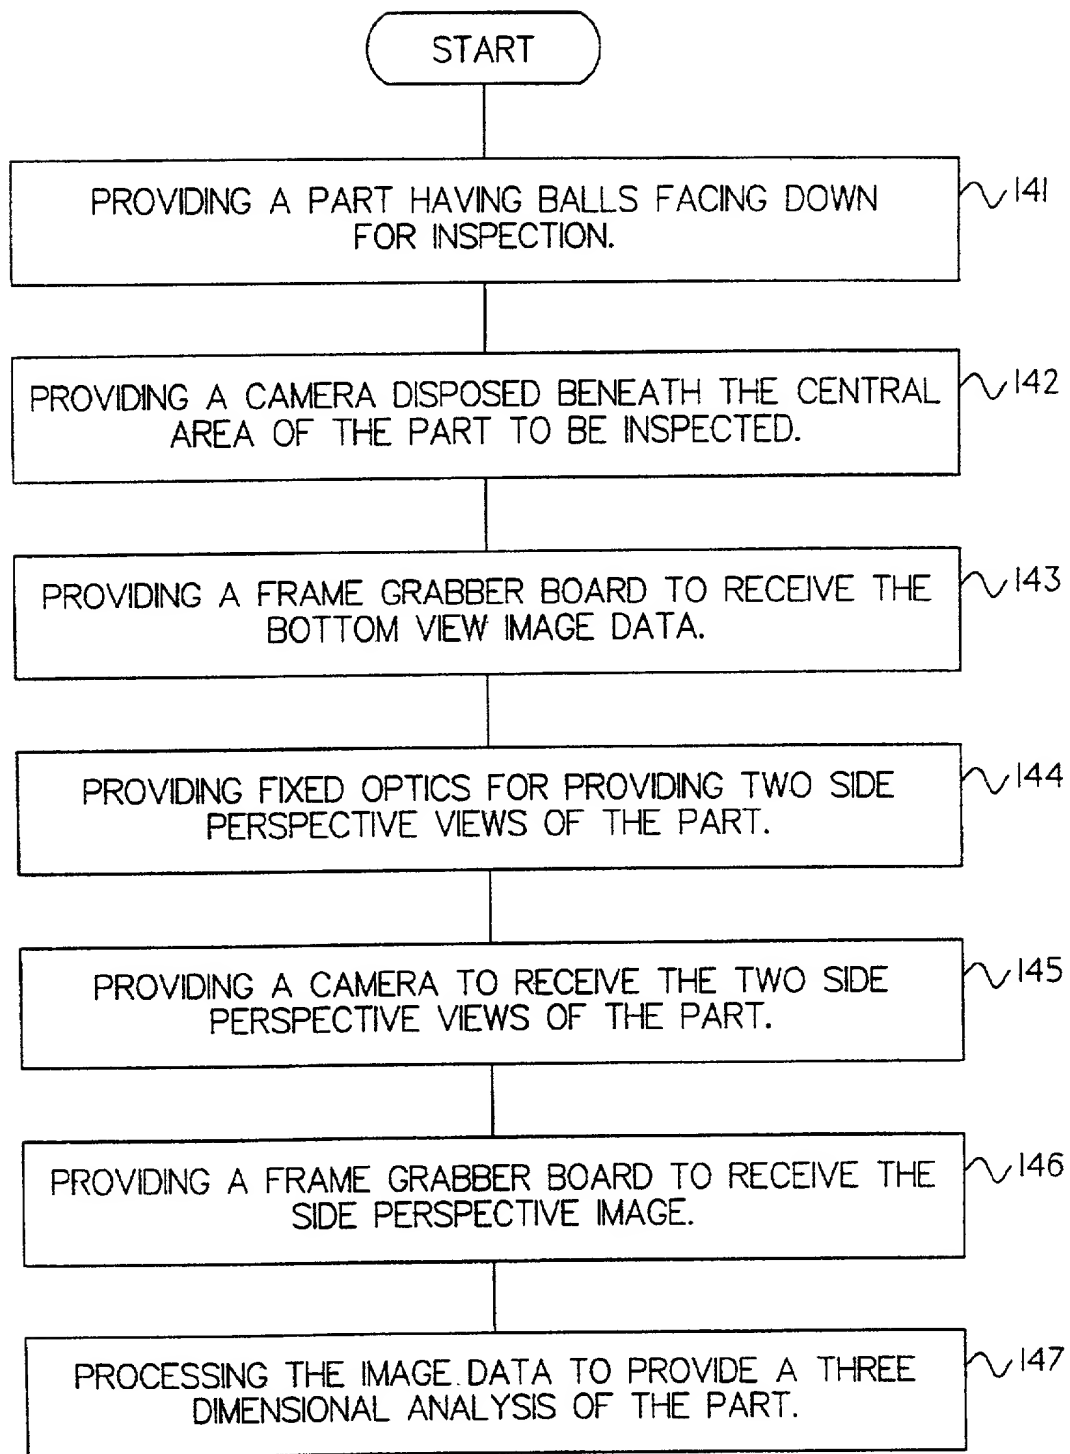 START
PROVIDING A PART HAVING BALLS FACING DOWN
FOR INSPECTION.
141
PROVIDING A CAMERA DISPOSED BENEATH THE CENTRAL
AREA OF THE PART TO BE INSPECTED.
142
PROVIDING A FRAME GRABBER BOARD TO RECEIVE THE
BOTTOM VIEW IMAGE DATA.
143
PROVIDING FIXED OPTICS FOR PROVIDING TWO SIDE
PERSPECTIVE VIEWS OF THE PART.
144
PROVIDING A CAMERA TO RECEIVE THE TWO SIDE
PERSPECTIVE VIEWS OF THE PART.
145
PROVIDING A FRAME GRABBER BOARD TO RECEIVE THE
SIDE PERSPECTIVE IMAGE.
146
PROCESSING THE IMAGE DATA TO PROVIDE A THREE
DIMENSIONAL ANALYSIS OF THE PART.
147